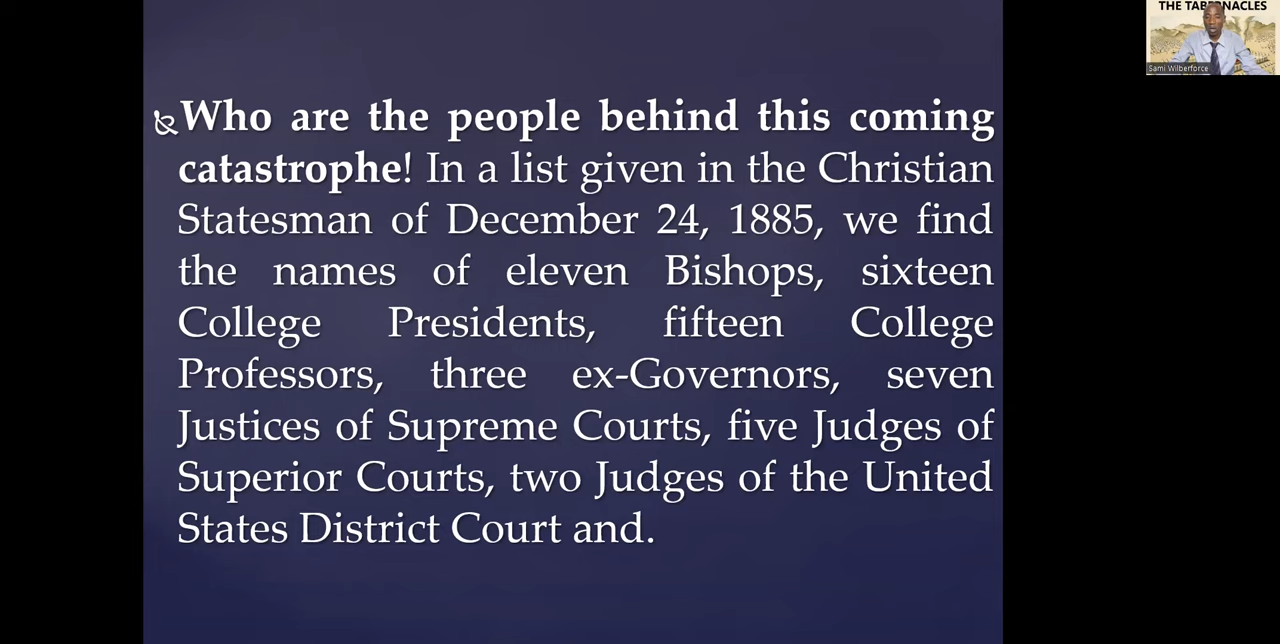 THE TABERNACLES
Sami Wilberforce
Who are the people behind this coming
catastrophe! In a list given in the Christian
Statesman of December 24, 1885, we find
the names of eleven Bishops, sixteen
College Presidents, fifteen College
Professors, three ex-Governors, seven
Justices of Supreme Courts, five Judges of
Superior Courts, two Judges of the United
States District Court and.